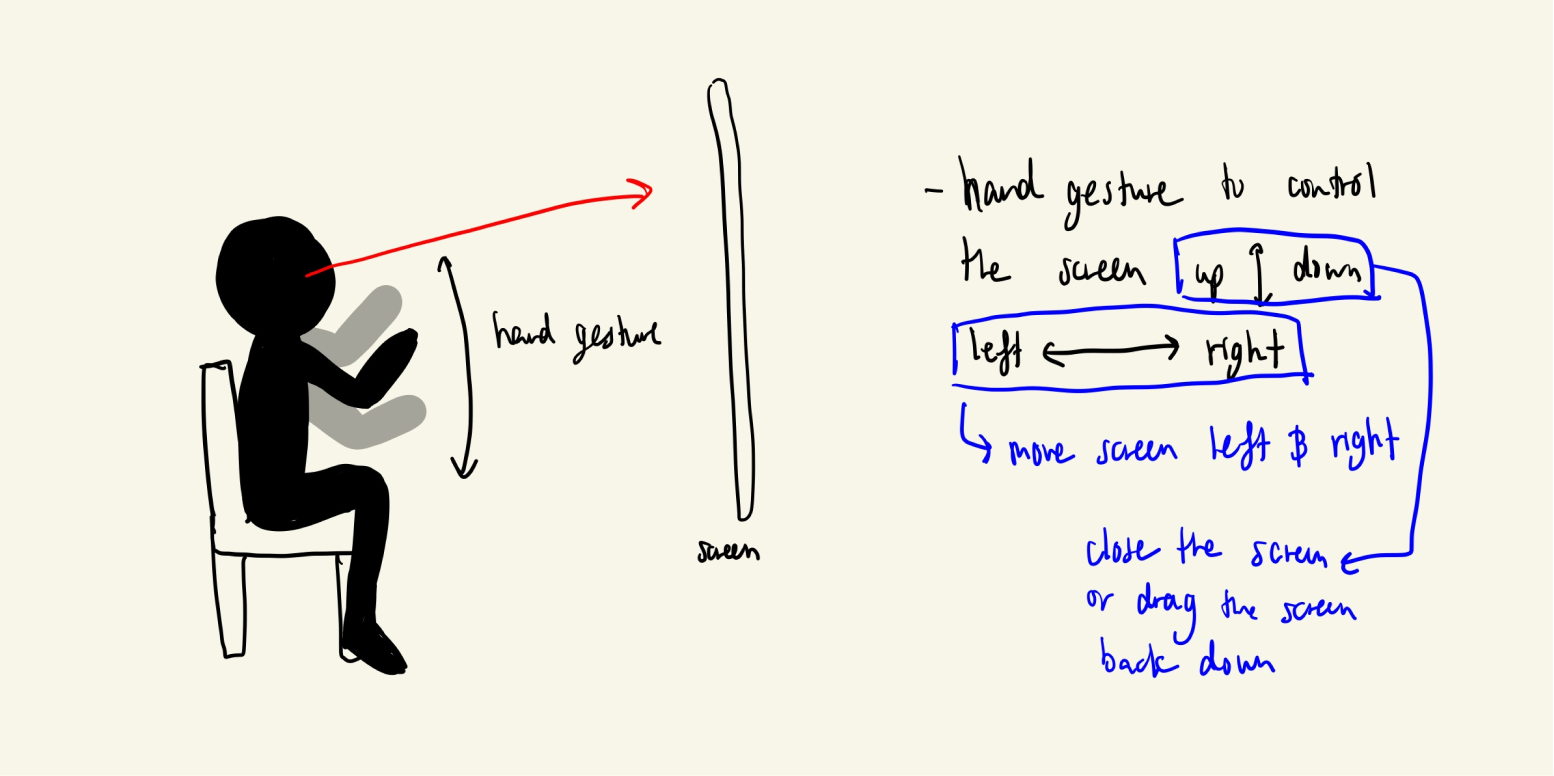 hand gesture
screen
- hand gesture to control
the screen up ↕ down
left ↔ right
↳ move screen left & right
close the screen
or drag the screen
back down